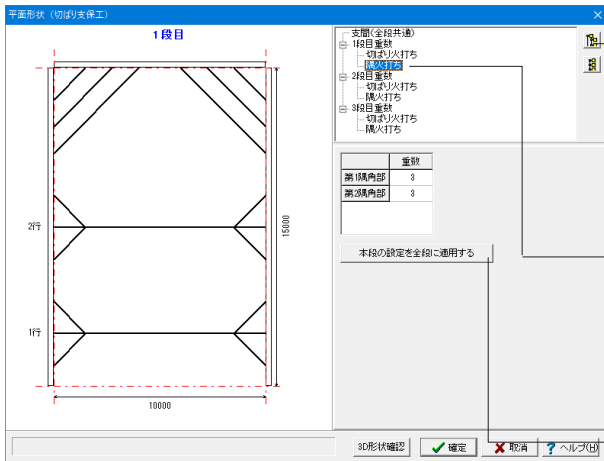 平面形状（切ばり支保工）
×
1段目
2行
1行
15000
10000
支間(全段共通)
1段目重数
切ばり火打ち
隅火打ち
2段目重数
切ばり火打ち
隅火打ち
3段目重数
切ばり火打ち
隅火打ち
重数
第1隅角部 3
第2隅角部 3
本段の設定を全段に適用する
3D形状確認
確定
取消
? ヘルプ(H)